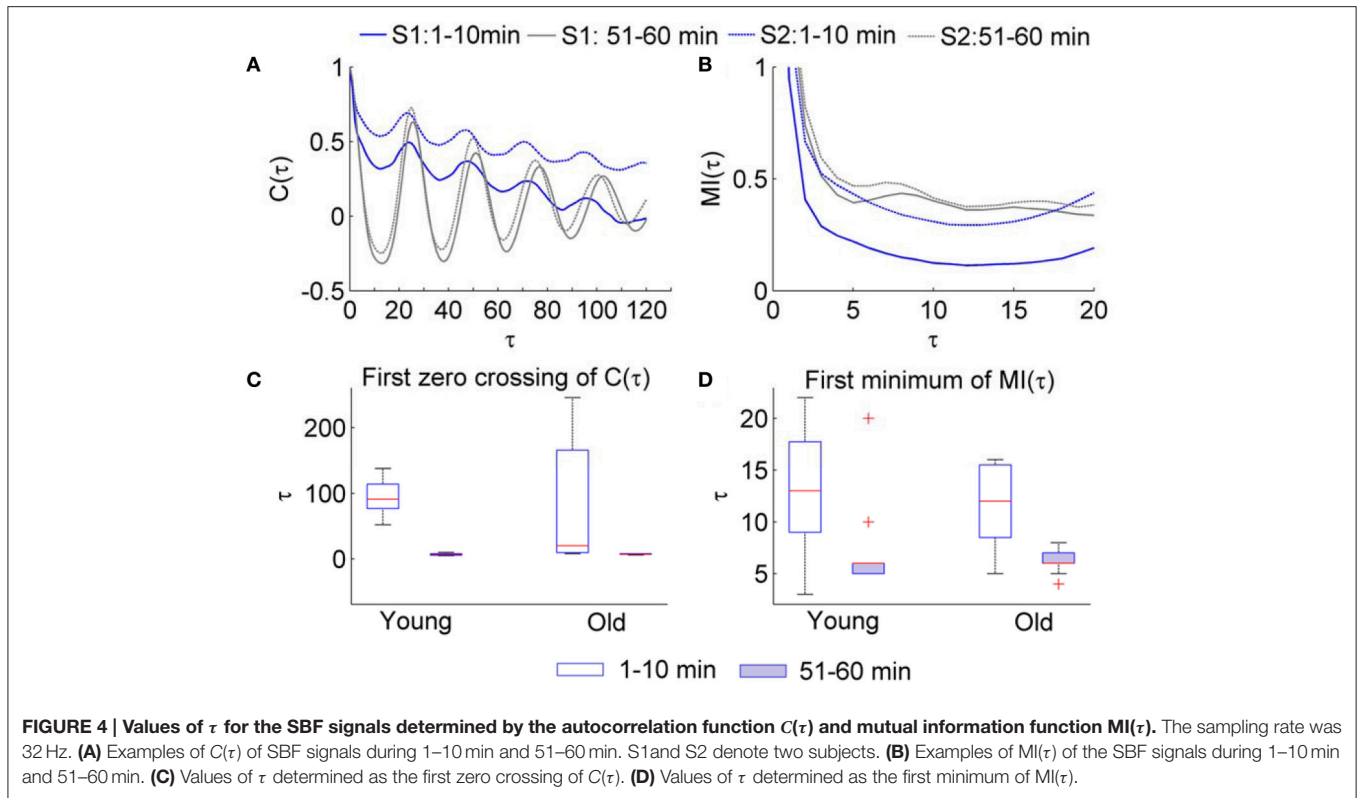 S1:1-10min S1: 51-60 min S2:1-10 min S2:51-60 min
A
B
1
0.5
0
-0.5
C(τ)
0 20 40 60 80 100 120
τ
1
0.5
0
MI(τ)
0 5 10 15 20
τ
C
First zero crossing of C(τ)
200
100
0
τ
Young Old
D
First minimum of MI(τ)
20
15
10
5
τ
Young Old
1-10 min 51-60 min
FIGURE 4 | Values of τ for the SBF signals determined by the autocorrelation function C(τ) and mutual information function MI(τ). The sampling rate was
32 Hz. (A) Examples of C(τ) of SBF signals during 1–10 min and 51–60 min. S1and S2 denote two subjects. (B) Examples of MI(τ) of the SBF signals during 1–10 min
and 51–60 min. (C) Values of τ determined as the first zero crossing of C(τ). (D) Values of τ determined as the first minimum of MI(τ).